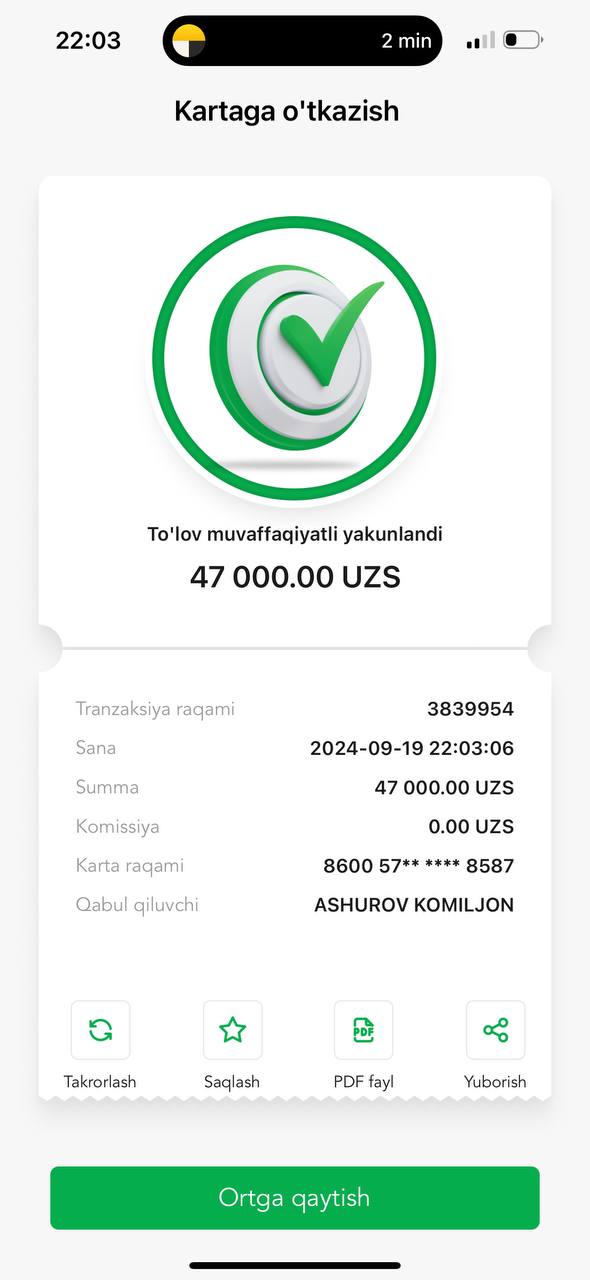 22:03
2 min
Kartaga o'tkazish
To'lov muvaffaqiyatli yakunlandi
47 000.00 UZS
Tranzaksiya raqami 3839954
Sana 2024-09-19 22:03:06
Summa 47 000.00 UZS
Komissiya 0.00 UZS
Karta raqami 8600 57** **** 8587
Qabul qiluvchi ASHUROV KOMILJON
PDF
Takrorlash Saqlash PDF fayl Yuborish
Ortga qaytish